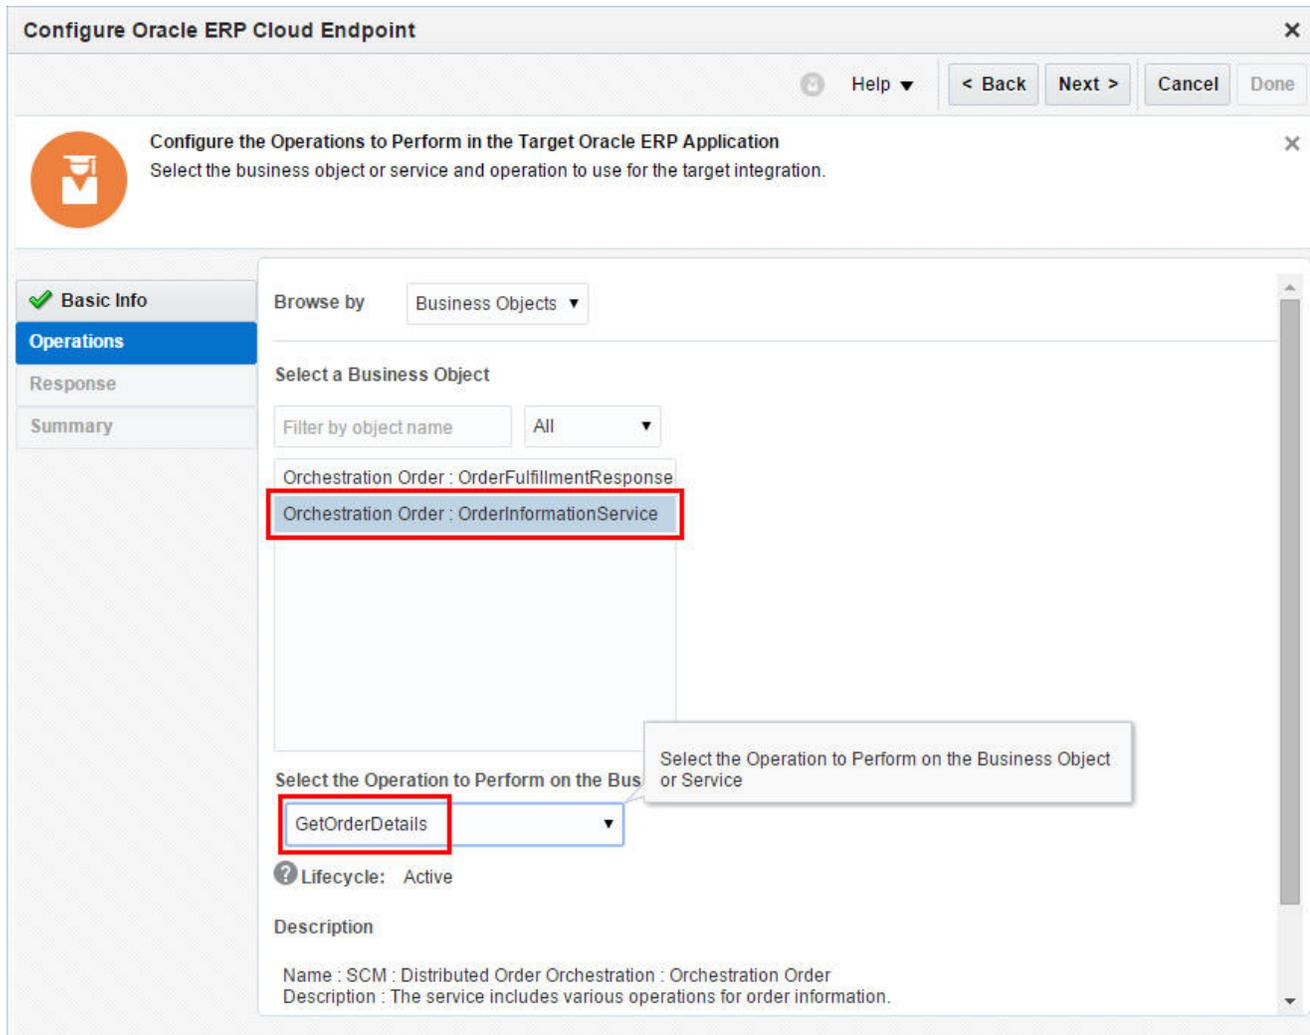 Configure Oracle ERP Cloud Endpoint
Help
< Back
Next >
Cancel
Done
Configure the Operations to Perform in the Target Oracle ERP Application
Select the business object or service and operation to use for the target integration.
Basic Info
Operations
Response
Summary
Browse by
Business Objects
Select a Business Object
Filter by object name
All
Orchestration Order : OrderFulfillmentResponse
Orchestration Order : OrderInformationService
Select the Operation to Perform on the Bus
Select the Operation to Perform on the Business Object
or Service
GetOrderDetails
Lifecycle: Active
Description
Name : SCM : Distributed Order Orchestration : Orchestration Order
Description : The service includes various operations for order information.